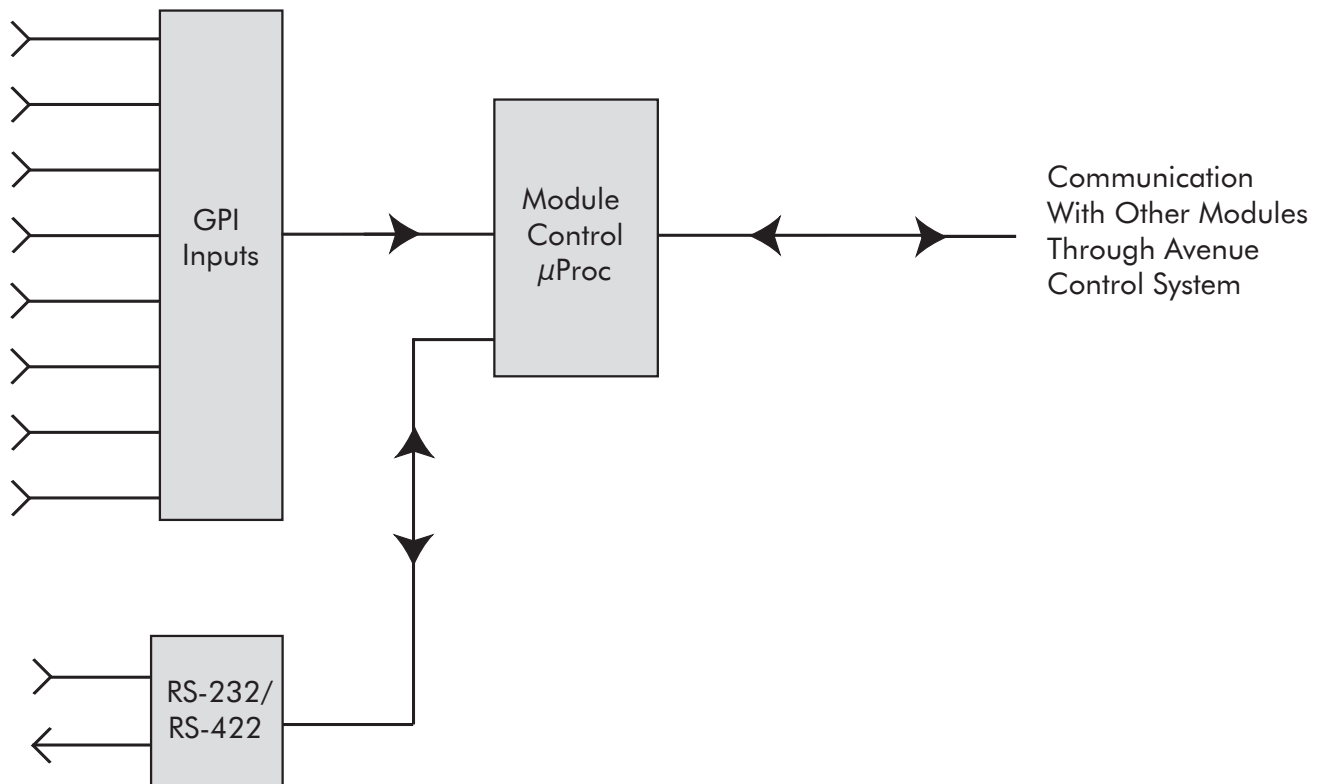 GPI
Inputs
Module
Control
μProc
Communication
With Other Modules
Through Avenue
Control System
RS-232/
RS-422